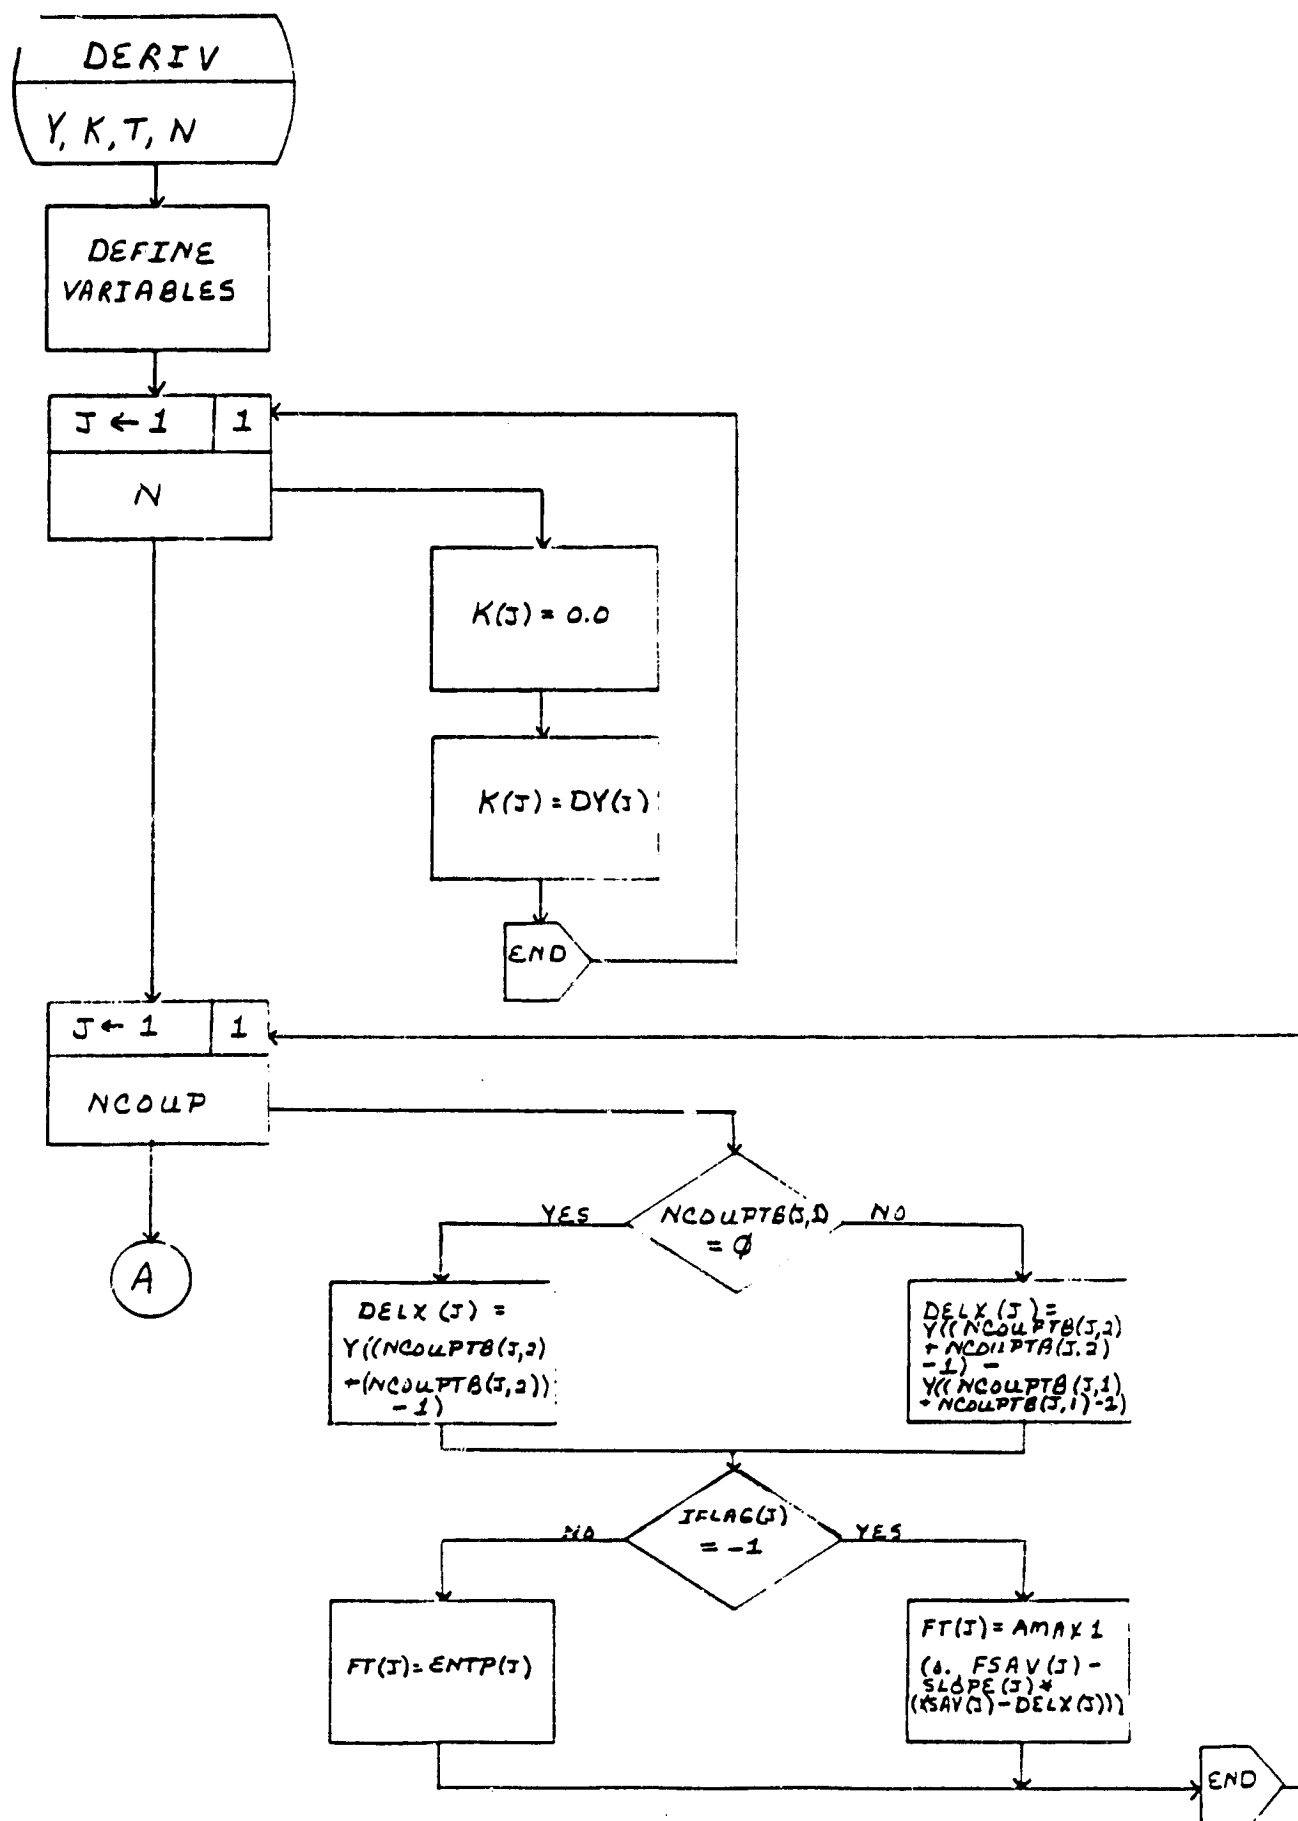 DERIV
Y, K, T, N
DEFINE
VARIABLES
J ← 1 1
N
K(J) = 0.0
K(J) = DY(J)
END
J ← 1 1
NCOUP
A
YES
NCOUPTB(J,1)
= Ø
NO
DELX (J) =
Y((NCOUPTB(J,2)
+(NCOUPTB(J,2))
-1)
DELX (J) =
Y((NCOUPTB(J,2)
+ NCOUPTB(J,2)
-1) -
Y((NCOUPTB(J,1)
+ NCOUPTB(J,1)-1)
NO
IFLAG(J)
= -1
YES
FT(J)=ENTP(J)
FT(J)= AMAX 1
(0. FSAV(J) -
SLOPE(J) *
(XSAV(J)-DELX(J)))
END